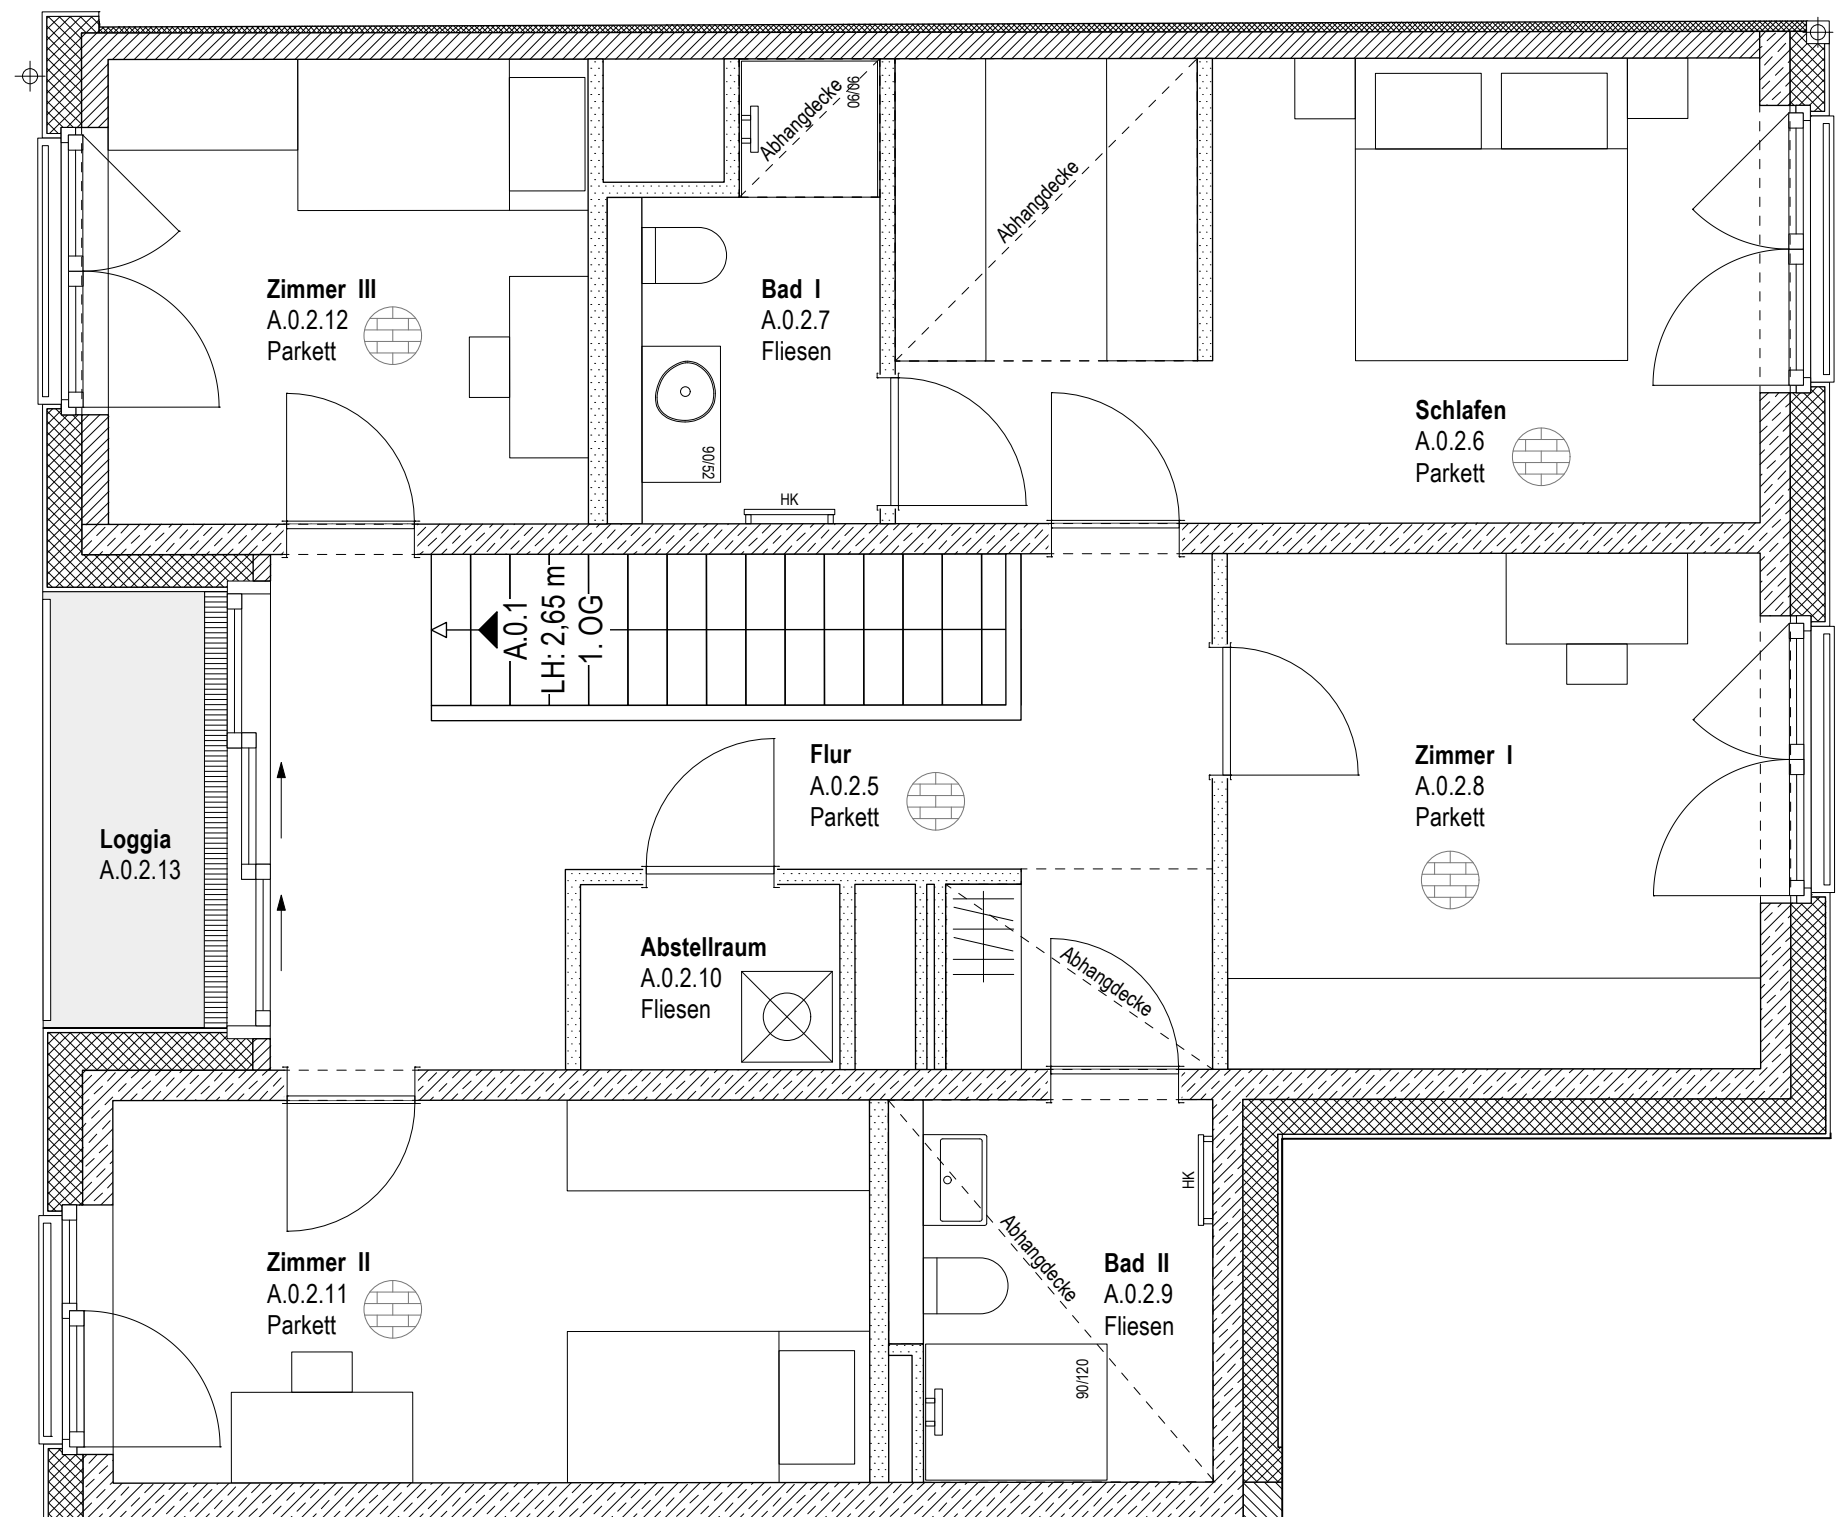 Abhangdecke
90/90
Abhangdecke
Zimmer III
A.0.2.12
Parkett
Bad I
A.0.2.7
Fliesen
90/52
HK
Schlafen
A.0.2.6
Parkett
A.0.1
LH: 2,65 m
1. OG
Flur
A.0.2.5
Parkett
Zimmer I
A.0.2.8
Parkett
Loggia
A.0.2.13
Abstellraum
A.0.2.10
Fliesen
Abhangdecke
HK
Abhangdecke
Zimmer II
A.0.2.11
Parkett
Bad II
A.0.2.9
Fliesen
90/120